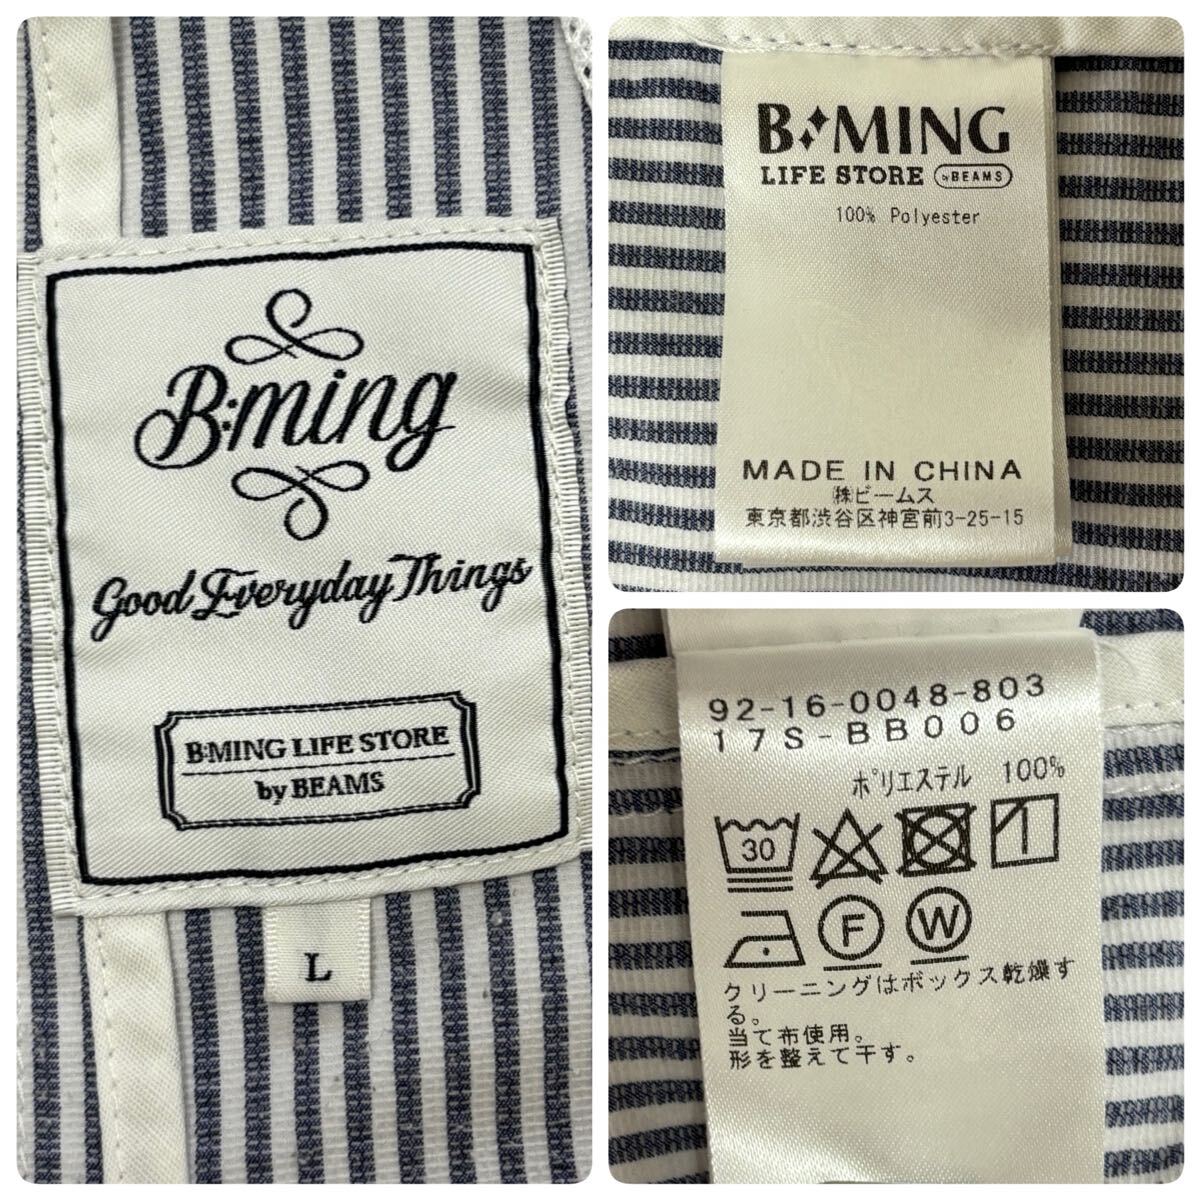 B:ming
Good Everyday Things
B:MING LIFE STORE
by BEAMS
L
B:MING
LIFE STORE by BEAMS
100% Polyester
MADE IN CHINA
㈱ビームス
東京都渋谷区神宮前3-25-15
92-16-0048-803
17S-BB006
ポリエステル 100%
30
F W
クリーニングはボックス乾燥す
る。
当て布使用。
形を整えて干す。